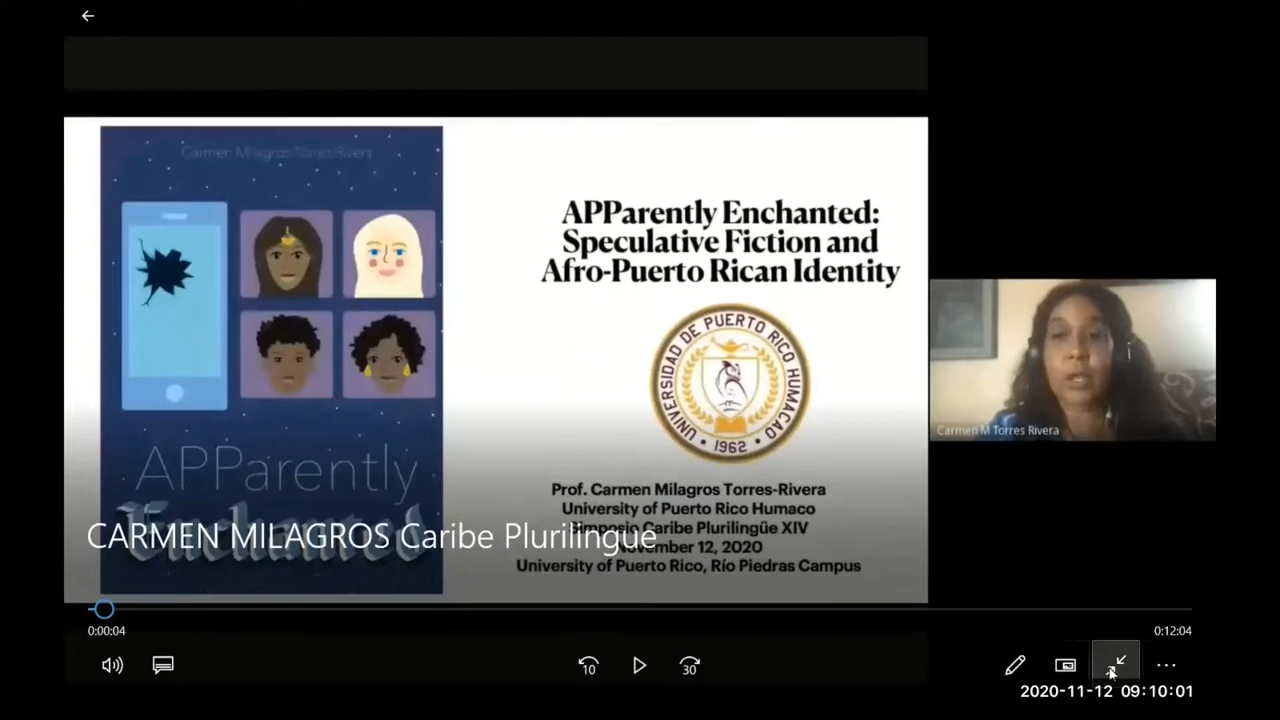 Carmen Milagros Torres Rivera
APParently
Enchanted
APParently Enchanted:
Speculative Fiction and
Afro-Puerto Rican Identity
UNIVERSIDAD DE PUERTO RICO HUMACAO
• 1962 •
Prof. Carmen Milagros Torres-Rivera
University of Puerto Rico Humaco
Simposio Caribe Plurilingüe XIV
November 12, 2020
University of Puerto Rico, Río Piedras Campus
Carmen M Torres Rivera
CARMEN MILAGROS Caribe Plurilingue
0:00:04
0:12:04
10
30
2020-11-12 09:10:01